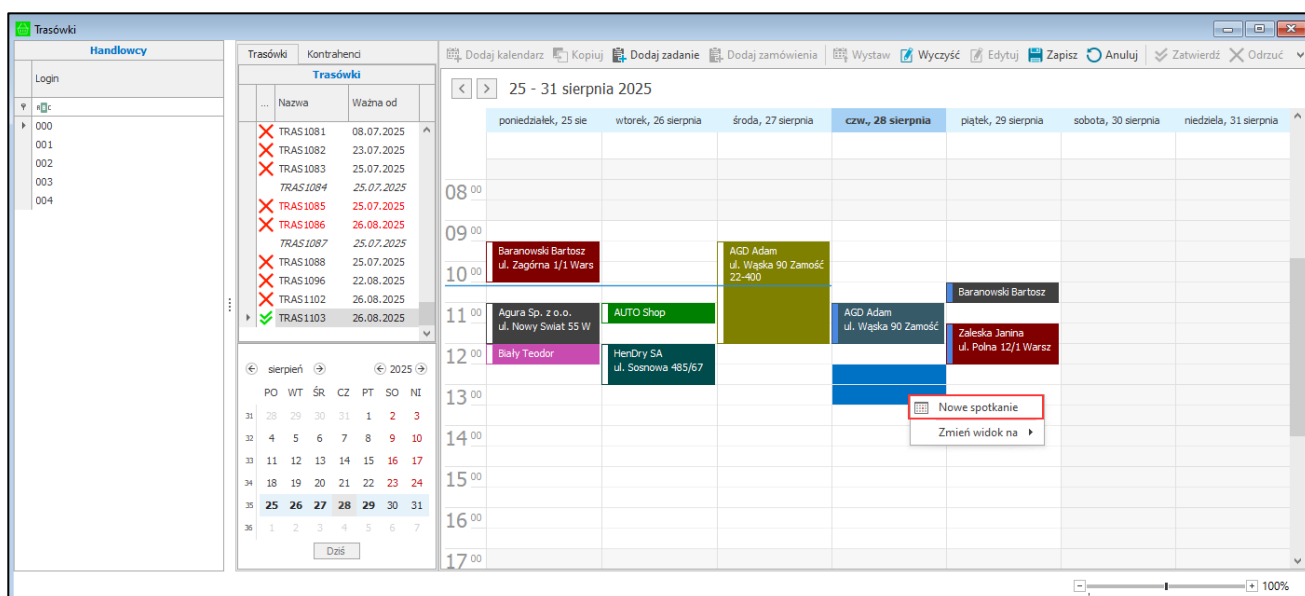 Trasówki
Handlowcy
Login
000
001
002
003
004
Trasówki Kontrahenci
Trasówki
... Nazwa Ważna od
TRAS1081 08.07.2025
TRAS1082 23.07.2025
TRAS1083 25.07.2025
TRAS1084 25.07.2025
TRAS1085 25.07.2025
TRAS1086 26.08.2025
TRAS1087 25.07.2025
TRAS1088 25.07.2025
TRAS1096 22.08.2025
TRAS1102 26.08.2025
TRAS1103 26.08.2025
sierpień 2025
PO WT ŚR CZ PT SO NI
31 28 29 30 31 1 2 3
32 4 5 6 7 8 9 10
33 11 12 13 14 15 16 17
34 18 19 20 21 22 23 24
35 25 26 27 28 29 30 31
36 1 2 3 4 5 6 7
Dziś
Dodaj kalendarz Kopiuj Dodaj zadanie Dodaj zamówienia Wystaw Wyczyść Edytuj Zapisz Anuluj Zatwierdź Odrzuć
25 - 31 sierpnia 2025
poniedziałek, 25 sie wtorek, 26 sierpnia środa, 27 sierpnia czw., 28 sierpnia piątek, 29 sierpnia sobota, 30 sierpnia niedziela, 31 sierpnia
08 00
09 00
10 00
11 00
12 00
13 00
14 00
15 00
16 00
17 00
Baranowski Bartosz
ul. Zagórna 1/1 Wars
Agura Sp. z o.o.
ul. Nowy Swiat 55 W
Biały Teodor
AUTO Shop
HenDry SA
ul. Sosnowa 485/67
AGD Adam
ul. Wąska 90 Zamość
22-400
AGD Adam
ul. Wąska 90 Zamość
Baranowski Bartosz
Zaleska Janina
ul. Polna 12/1 Warsz
Nowe spotkanie
Zmień widok na
100%